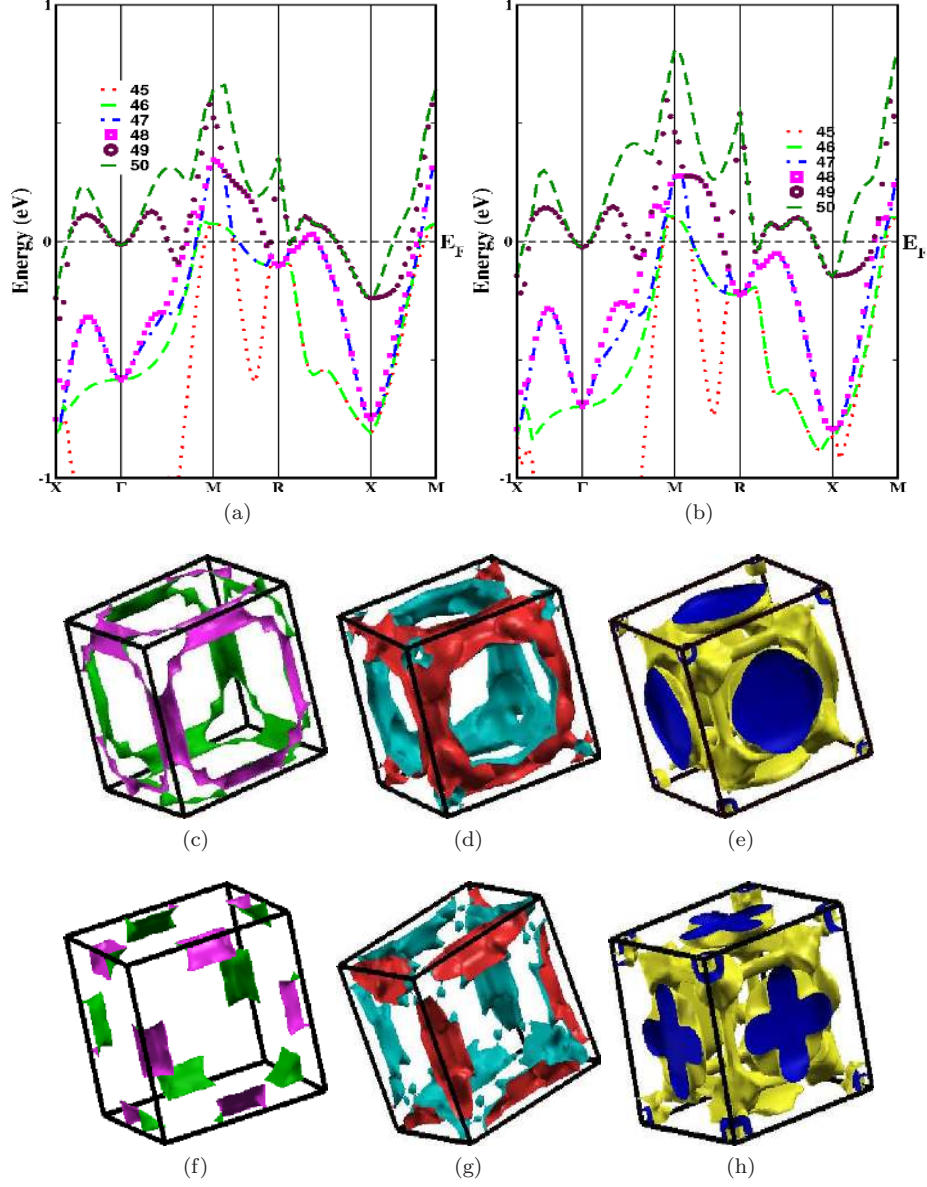 1
1
45
46
47
48
49
50
45
46
47
48
49
50
Energy (eV)
Energy (eV)
0
E_F
0
E_F
-1
-1
X Γ M R X M
X Γ M R X M
(a)
(b)
(c)
(d)
(e)
(f)
(g)
(h)